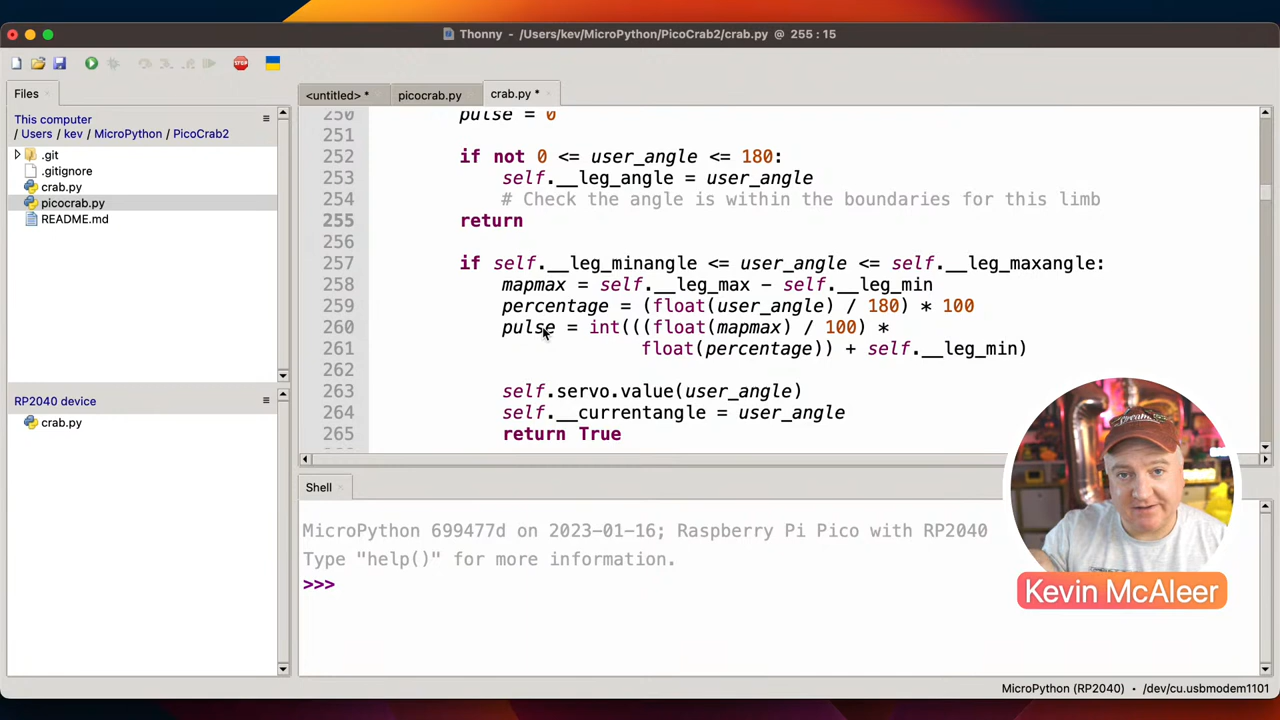 Thonny - /Users/kev/MicroPython/PicoCrab2/crab.py @ 255 : 15
STOP
Files
<untitled> *
picocrab.py
crab.py *
This computer
/ Users / kev / MicroPython / PicoCrab2
.git
.gitignore
crab.py
picocrab.py
README.md
RP2040 device
crab.py
250 pulse = 0
251
252 if not 0 <= user_angle <= 180:
253 self.__leg_angle = user_angle
254 # Check the angle is within the boundaries for this limb
255 return
256
257 if self.__leg_minangle <= user_angle <= self.__leg_maxangle:
258 mapmax = self.__leg_max - self.__leg_min
259 percentage = (float(user_angle) / 180) * 100
260 pulse = int(((float(mapmax) / 100) *
261 float(percentage)) + self.__leg_min)
262
263 self.servo.value(user_angle)
264 self.__currentangle = user_angle
265 return True
Shell
MicroPython 699477d on 2023-01-16; Raspberry Pi Pico with RP2040
Type "help()" for more information.
>>>
Kevin McAleer
MicroPython (RP2040) • /dev/cu.usbmodem1101